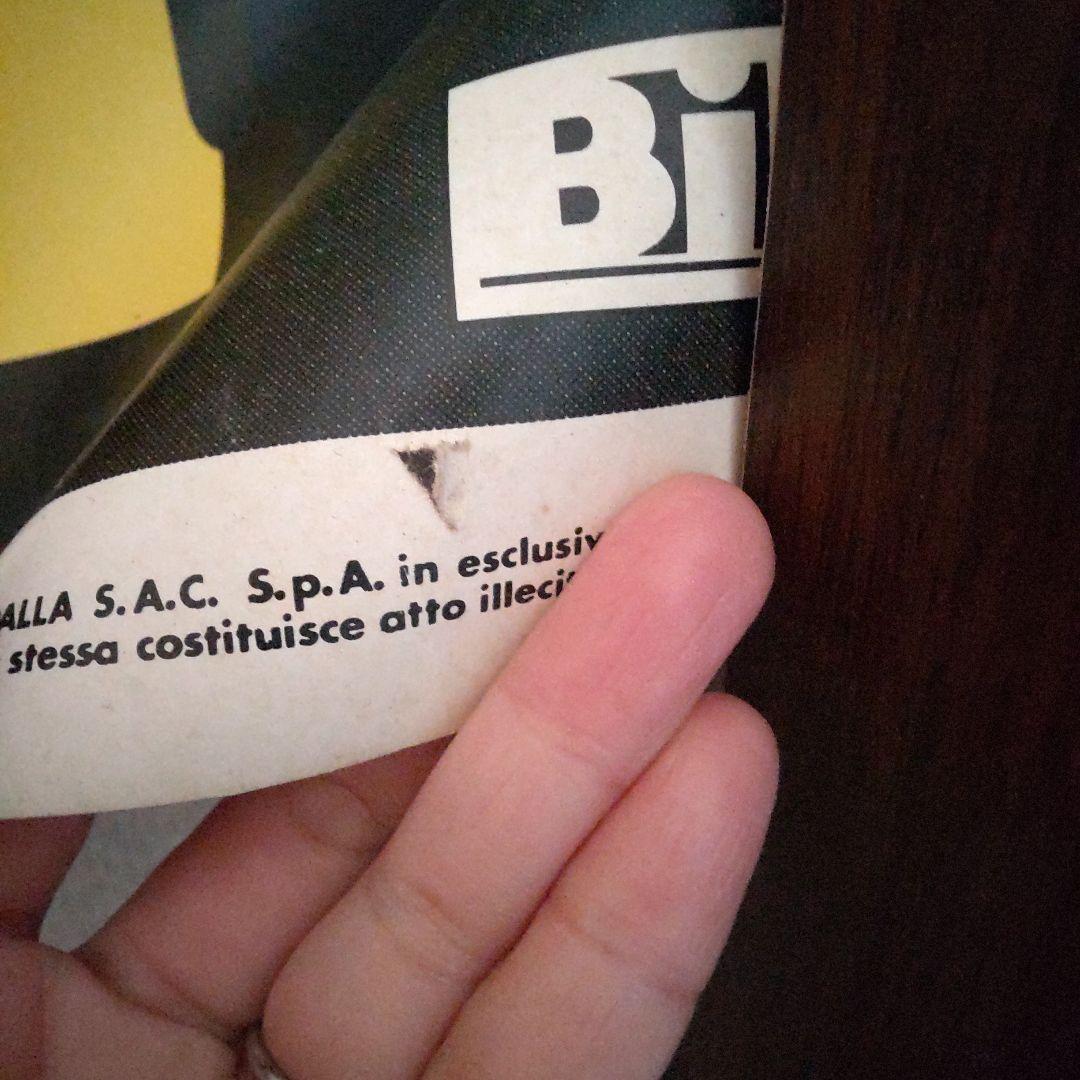 Bi
ALLA S.A.C. S.p.A. in esclusiv
stessa costituisce atto illeci